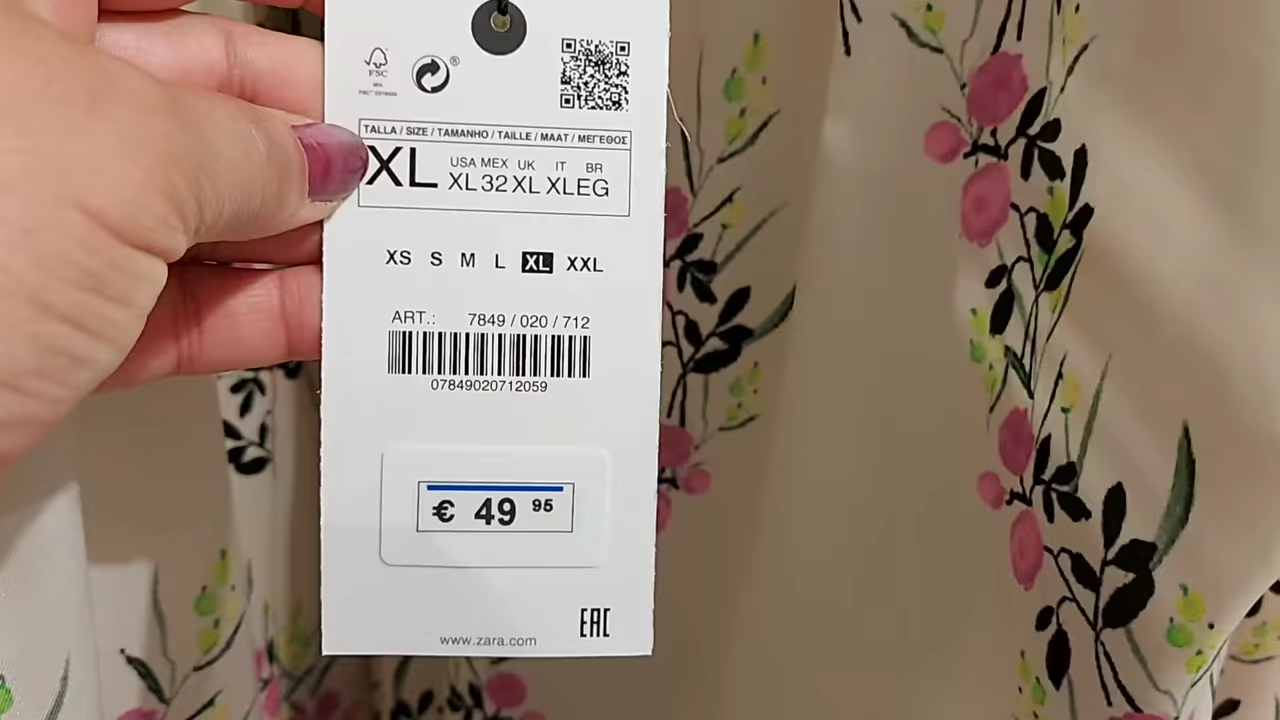 ®
FSC
TALLA / SIZE / TAMANHO / TAILLE / MAAT / ΜΕΓΕΘΟΣ
XL
USA MEX UK IT BR
XL 32 XL XL EG
XS S M L XL XXL
ART.: 7849 / 020 / 712
07849020712059
€ 49 95
EAC
www.zara.com